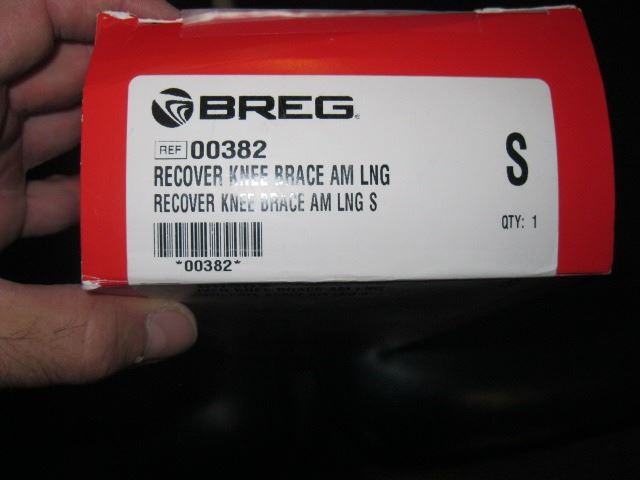 BREG
REF 00382
RECOVER KNEE BRACE AM LNG
RECOVER KNEE BRACE AM LNG S
*00382*
S
QTY: 1